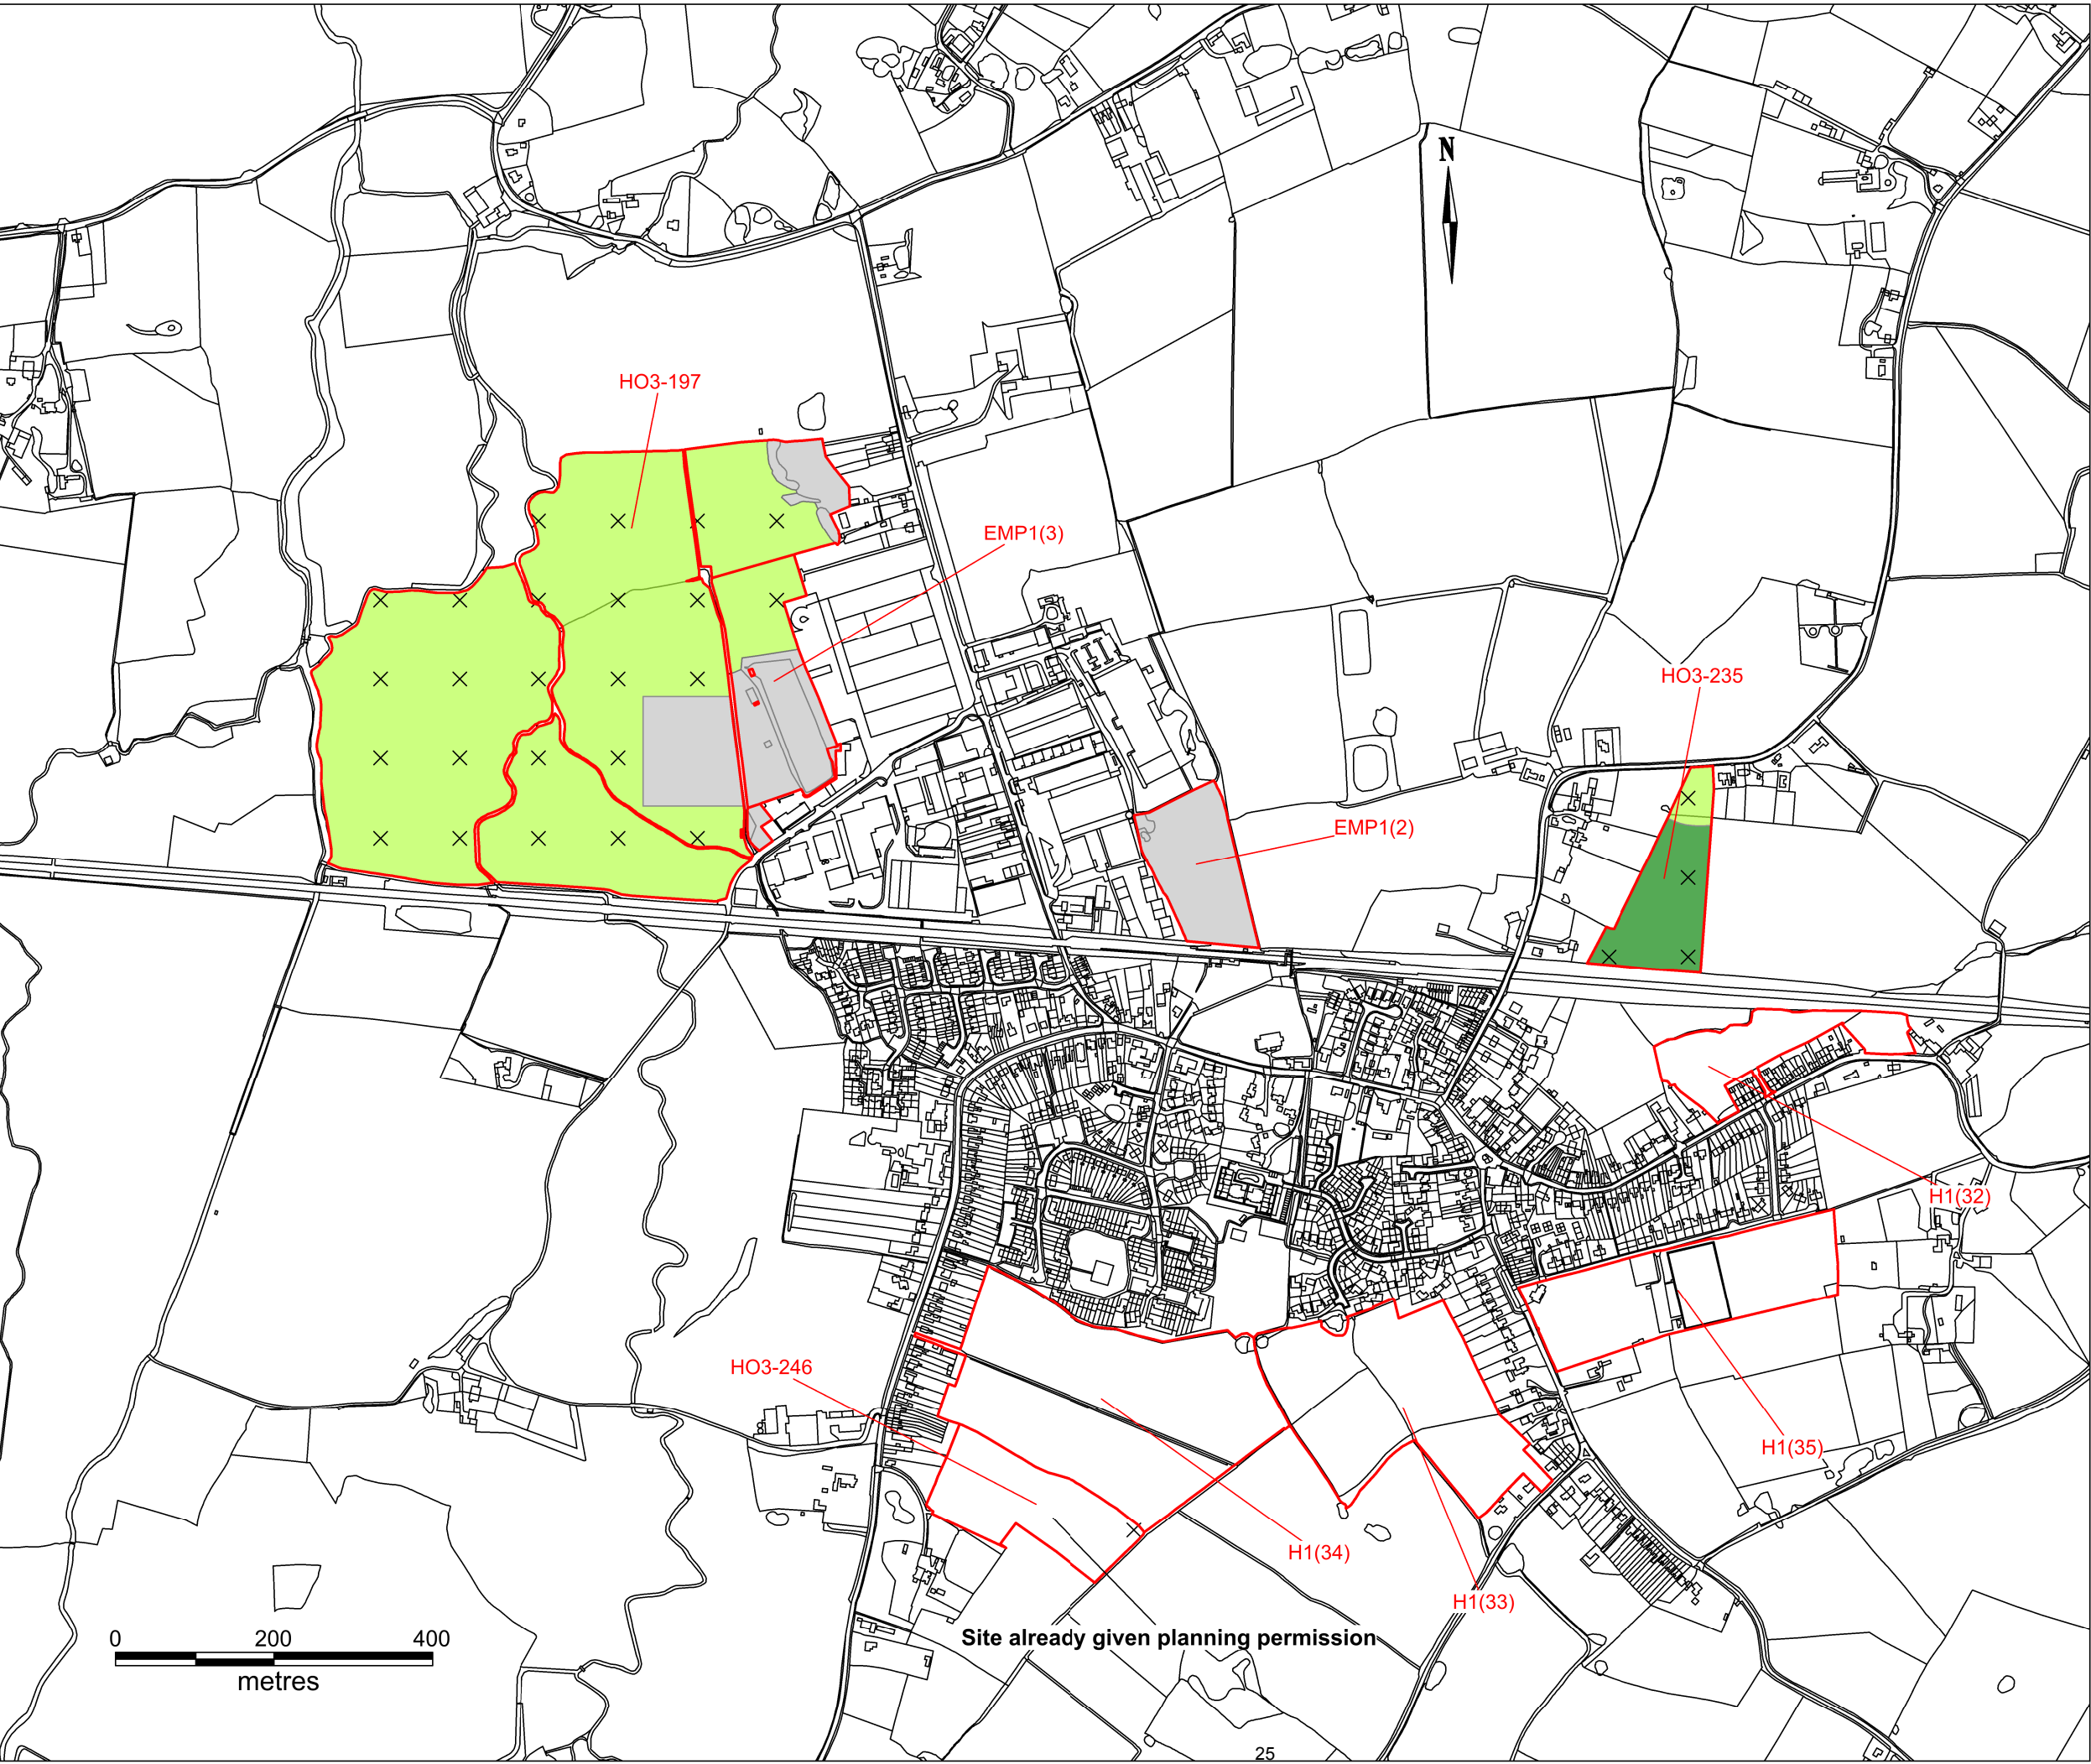 N
HO3-197
EMP1(3)
HO3-235
EMP1(2)
H1(32)
HO3-246
H1(35)
H1(34)
H1(33)
0 200 400
metres
Site already given planning permission
25